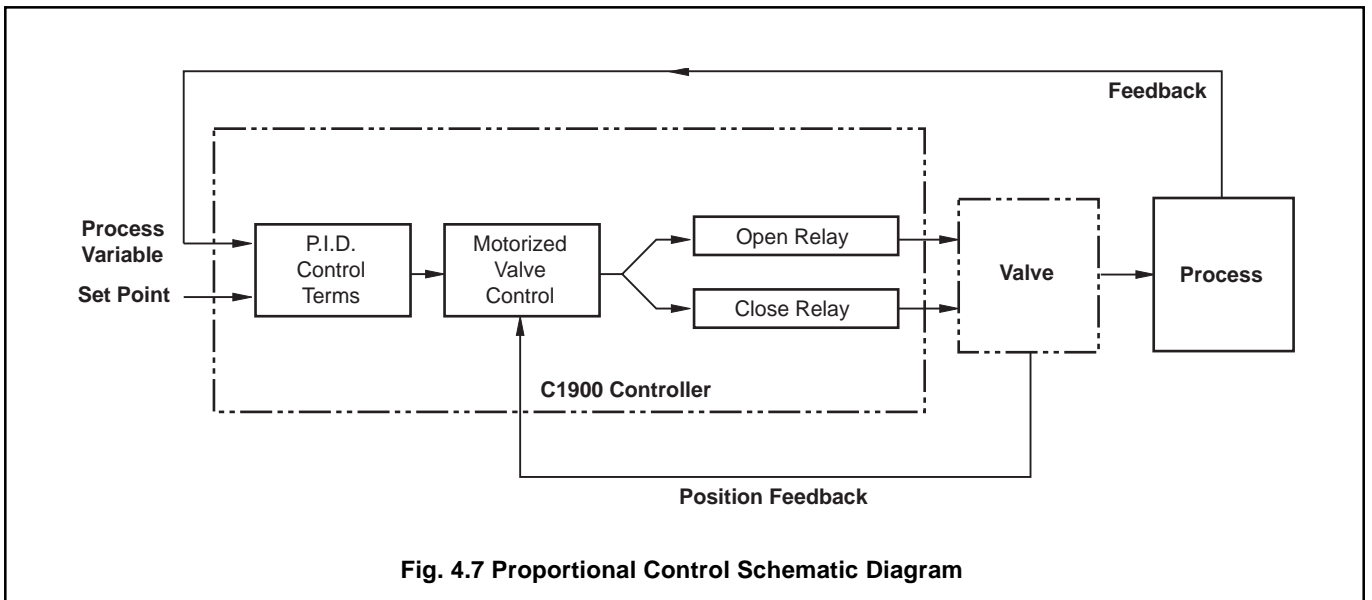 Feedback
Process
Variable
Set Point
P.I.D.
Control
Terms
Motorized
Valve
Control
Open Relay
Close Relay
Valve
Process
C1900 Controller
Position Feedback
Fig. 4.7 Proportional Control Schematic Diagram